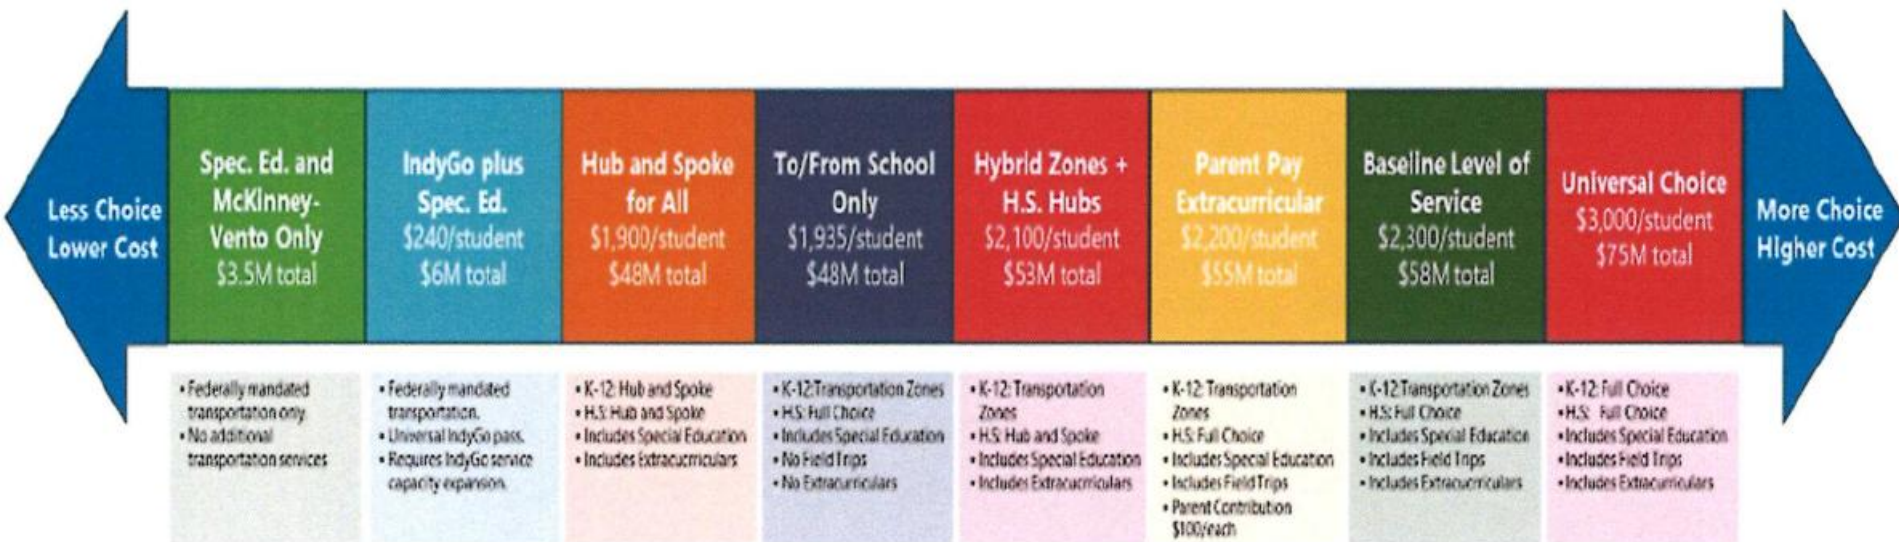 Less Choice
Lower Cost
Spec. Ed. and
McKinney-
Vento Only
$3.5M total
IndyGo plus
Spec. Ed.
$240/student
$6M total
Hub and Spoke
for All
$1,900/student
$48M total
To/From School
Only
$1,935/student
$48M total
Hybrid Zones +
H.S. Hubs
$2,100/student
$53M total
Parent Pay
Extracurricular
$2,200/student
$55M total
Baseline Level of
Service
$2,300/student
$58M total
Universal Choice
$3,000/student
$75M total
More Choice
Higher Cost
• Federally mandated
transportation only
• No additional
transportation services
• Federally mandated
transportation.
• Universal IndyGo pass.
• Requires IndyGo service
capacity expansion.
• K-12: Hub and Spoke
• H.S: Hub and Spoke
• Includes Special Education
• Includes Extracucrriculars
• K-12:Transportation Zones
• H.S: Full Choice
• Includes Special Education
• No Field Trips
• No Extracurriculars
• K-12: Transportation
Zones
• H.S: Hub and Spoke
• Includes Special Education
• Includes Extracucrriculars
• K-12: Transportation
Zones
• H.S: Full Choice
• Includes Special Education
• Includes Field Trips
• Parent Contribution
$100/each
• K-12:Transportation Zones
• H.S: Full Choice
• Includes Special Education
• Includes Field Trips
• Includes Extracucrriculars
• K-12: Full Choice
• H.S: Full Choice
• Includes Special Education
• Includes Field Trips
• Includes Extracucrriculars